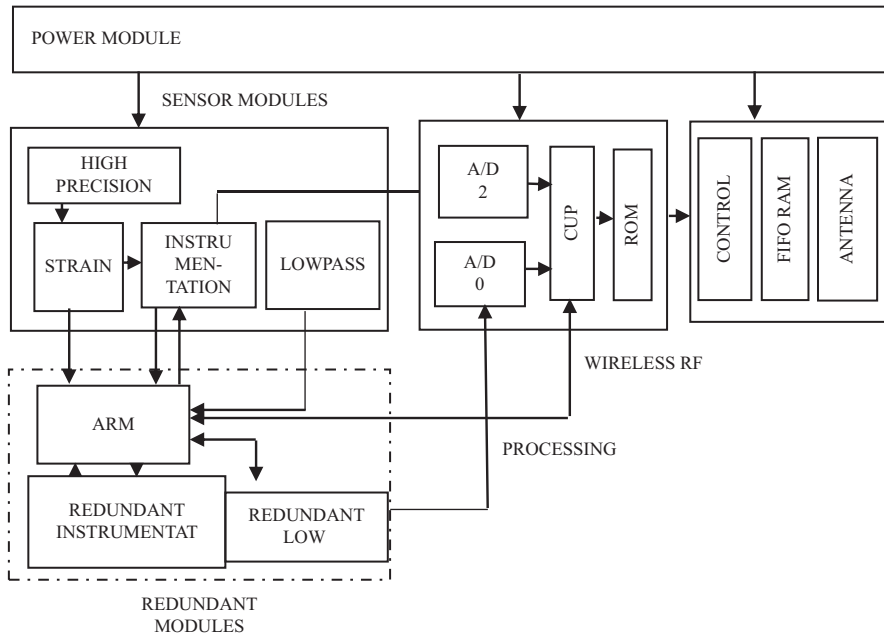 POWER MODULE
SENSOR MODULES
HIGH
PRECISION
STRAIN
INSTRU
MEN-
TATION
LOWPASS
A/D
2
A/D
0
CUP
ROM
CONTROL
FIFO RAM
ANTENNA
WIRELESS RF
PROCESSING
ARM
REDUNDANT
INSTRUMENTAT
REDUNDANT
LOW
REDUNDANT
MODULES